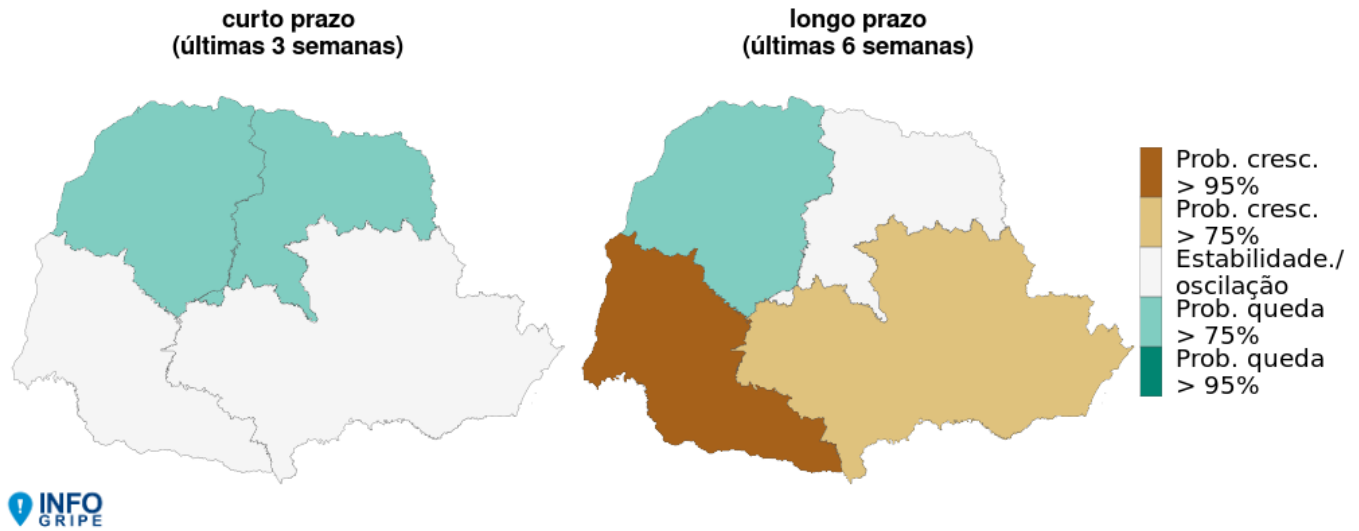 curto prazo
(últimas 3 semanas)
longo prazo
(últimas 6 semanas)
Prob. cresc.
> 95%
Prob. cresc.
> 75%
Estabilidade./
oscilação
Prob. queda
> 75%
Prob. queda
> 95%
INFO
GRIPE